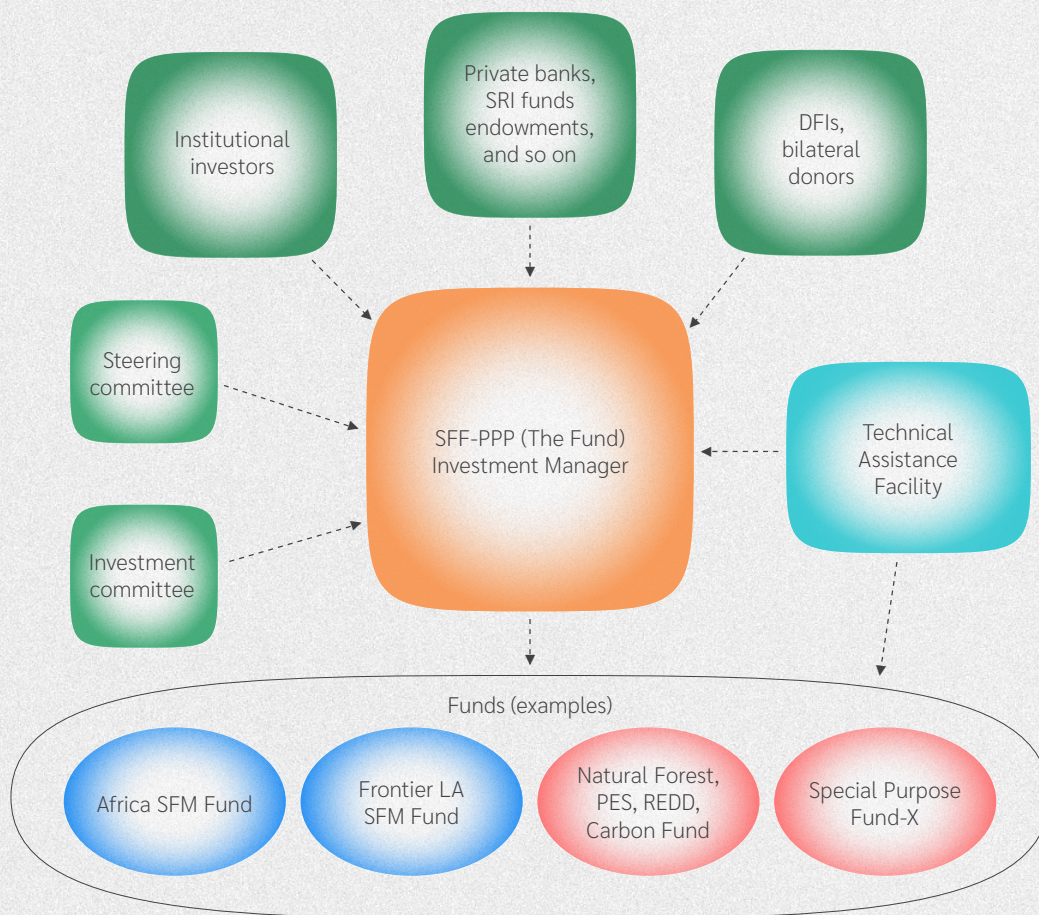 Institutional
investors
Private banks,
SRI funds
endowments,
and so on
DFIs,
bilateral
donors
Steering
committee
SFF-PPP (The Fund)
Investment Manager
Technical
Assistance
Facility
Investment
committee
Funds (examples)
Africa SFM Fund
Frontier LA
SFM Fund
Natural Forest,
PES, REDD,
Carbon Fund
Special Purpose
Fund-X